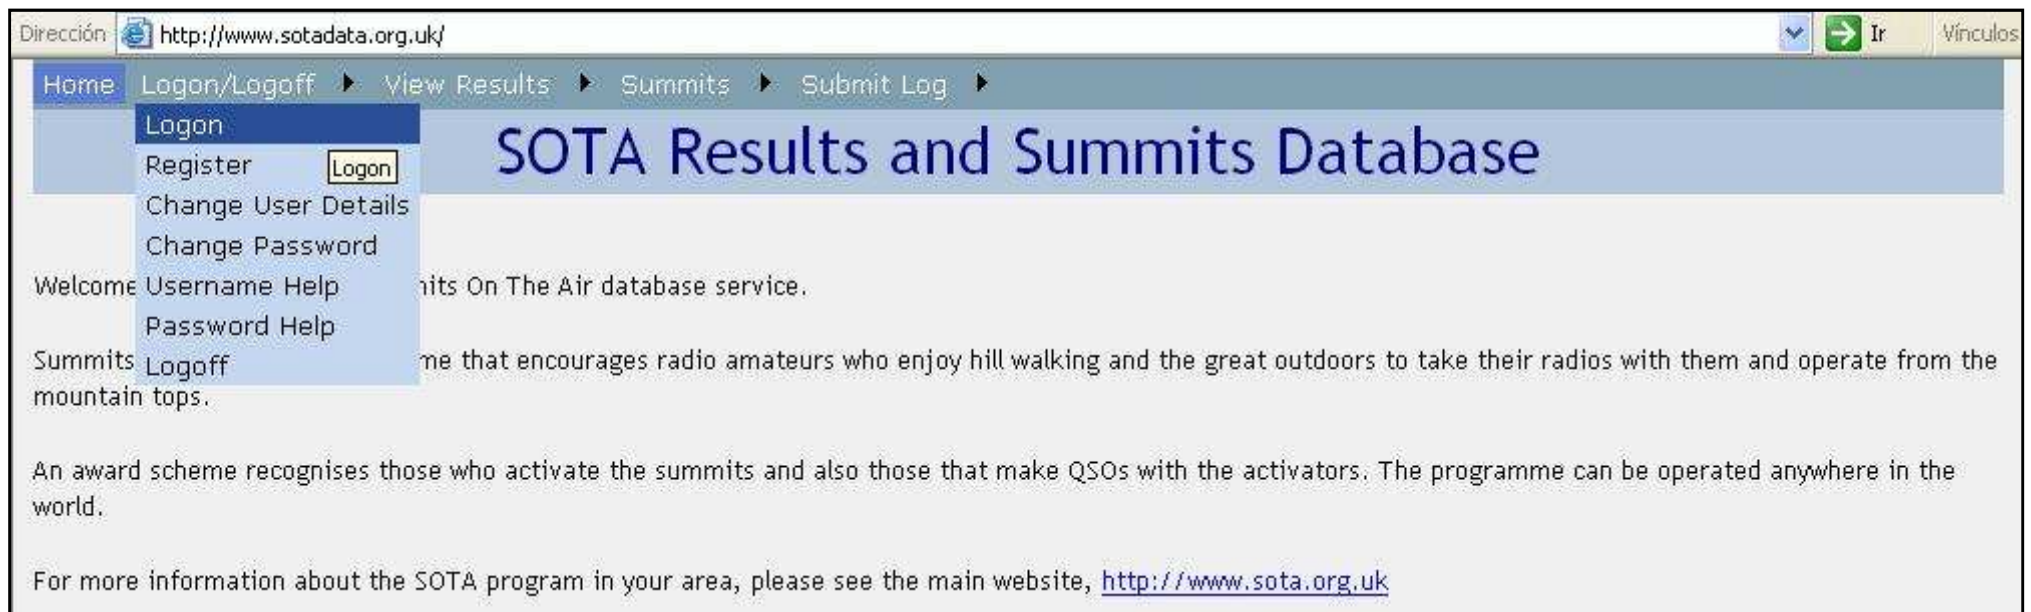 Dirección http://www.sotadata.org.uk/ Ir Vínculos
Home Logon/Logoff View Results Summits Submit Log
Logon
SOTA Results and Summits Database
Register Logon
Change User Details
Change Password
Welcome Username Help its On The Air database service.
Password Help
Summits Logoff me that encourages radio amateurs who enjoy hill walking and the great outdoors to take their radios with them and operate from the
mountain tops.
An award scheme recognises those who activate the summits and also those that make QSOs with the activators. The programme can be operated anywhere in the
world.
For more information about the SOTA program in your area, please see the main website, http://www.sota.org.uk